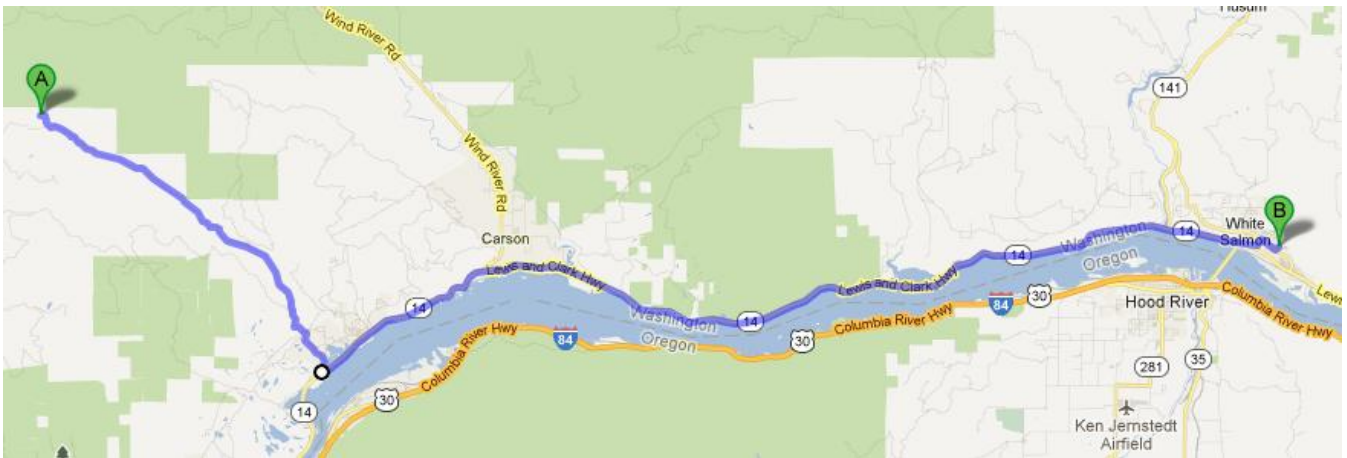 Husum
Wind River Rd
A
141
Wind River Rd
B
White
Salmon
Carson
14
Washington
Oregon
14
Lewis and Clark Hwy
14
Lewis and Clark Hwy
Lewis
14
Washington
Oregon
14
84
30
Hood River
Columbia River Hwy
84
Columbia River Hwy
30
Columbia River Hwy
30
14
281
35
Ken Jernstedt
Airfield